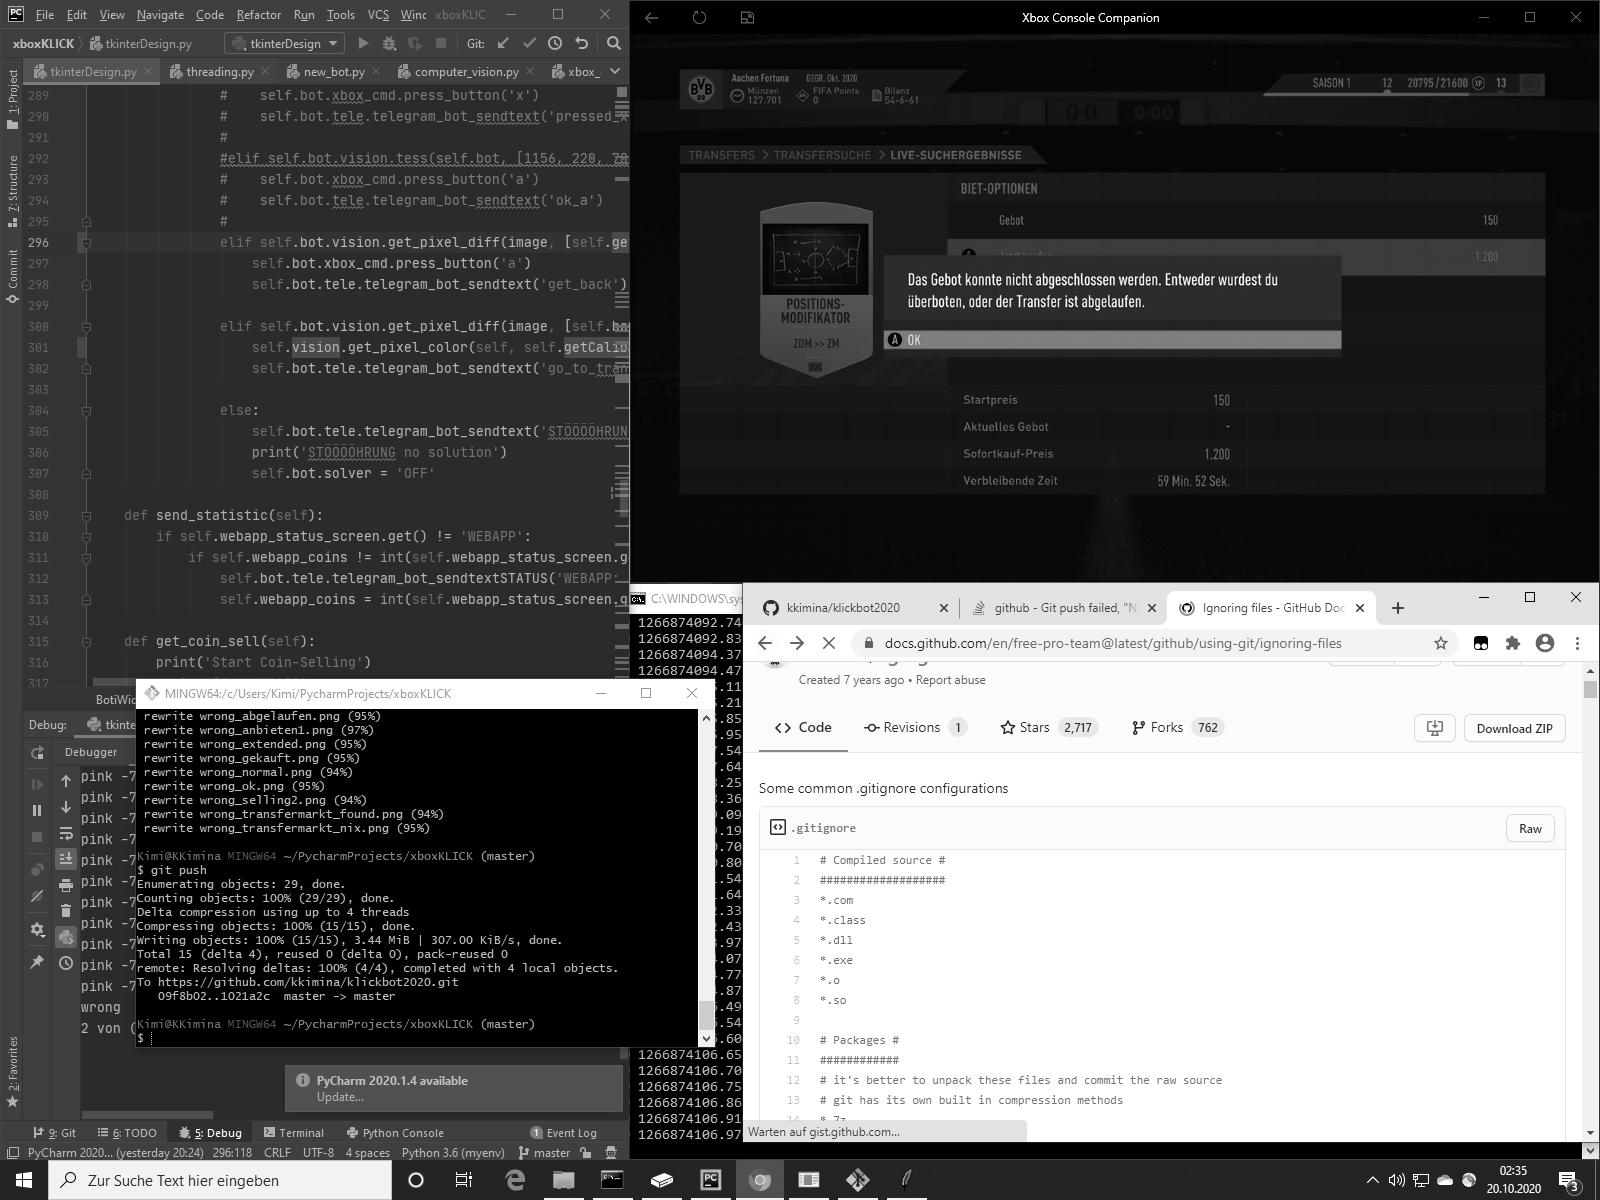 File Edit View Navigate Code Refactor Run Tools VCS Winc xboxKLIC
xboxKLICK tkinterDesign.py tkinterDesign Git:
tkinterDesign.py threading.py new_bot.py computer_vision.py xbox_
1: Project
7: Structure
Commit
2: Favorites
289 # self.bot.xbox_cmd.press_button('x')
290 # self.bot.tele.telegram_bot_sendtext('pressed_x
291 #
292 #elif self.bot.vision.tess(self.bot, [1156, 220, 70
293 # self.bot.xbox_cmd.press_button('a')
294 # self.bot.tele.telegram_bot_sendtext('ok_a')
295 #
296 elif self.bot.vision.get_pixel_diff(image, [self.ge
297 self.bot.xbox_cmd.press_button('a')
298 self.bot.tele.telegram_bot_sendtext('get_back')
299
300 elif self.bot.vision.get_pixel_diff(image, [self.bo
301 self.vision.get_pixel_color(self, self.getCalib
302 self.bot.tele.telegram_bot_sendtext('go_to_tran
303
304 else:
305 self.bot.tele.telegram_bot_sendtext('STÖÖÖÖHRUN
306 print('STÖÖÖÖHRUNG no solution')
307 self.bot.solver = 'OFF'
308
309 def send_statistic(self):
310 if self.webapp_status_screen.get() != 'WEBAPP':
311 if self.webapp_coins != int(self.webapp_status_screen.g
312 self.bot.tele.telegram_bot_sendtextSTATUS('WEBAPP:
313 self.webapp_coins = int(self.webapp_status_screen.g
314
315 def get_coin_sell(self):
316 print('Start Coin-Selling')
317
BotiWid
Debug: tkinte
Debugger
pink -7
pink -7
pink -7
pink -7
pink -7
pink -7
pink -7
pink -7
pink -7
pink -7
pink -7
wrong
2 von (
MINGW64:/c/Users/Kimi/PycharmProjects/xboxKLICK
rewrite wrong_abgelaufen.png (95%)
rewrite wrong_anbieten1.png (97%)
rewrite wrong_extended.png (95%)
rewrite wrong_gekauft.png (95%)
rewrite wrong_normal.png (94%)
rewrite wrong_ok.png (95%)
rewrite wrong_selling2.png (94%)
rewrite wrong_transfermarkt_found.png (94%)
rewrite wrong_transfermarkt_nix.png (95%)
Kimi@KKimina MINGW64 ~/PycharmProjects/xboxKLICK (master)
$ git push
Enumerating objects: 29, done.
Counting objects: 100% (29/29), done.
Delta compression using up to 4 threads
Compressing objects: 100% (15/15), done.
Writing objects: 100% (15/15), 3.44 MiB | 307.00 KiB/s, done.
Total 15 (delta 4), reused 0 (delta 0), pack-reused 0
remote: Resolving deltas: 100% (4/4), completed with 4 local objects.
To https://github.com/kkimina/klickbot2020.git
09f8b02..1021a2c master -> master
Kimi@KKimina MINGW64 ~/PycharmProjects/xboxKLICK (master)
$
PyCharm 2020.1.4 available
Update...
9: Git 6: TODO 5: Debug Terminal Python Console 1 Event Log
PyCharm 2020... (yesterday 20:24) 296:118 CRLF UTF-8 4 spaces Python 3.6 (myenv) master
Xbox Console Companion
BVB 09
Aachen Fortuna GEGR. Okt. 2020
Münzen 127.701
FIFA Points 0
Bilanz 54-6-61
SAISON 1 12 20795/21600 XP 13
0-0 0:00
TRANSFERS > TRANSFERSUCHE > LIVE-SUCHERGEBNISSE
POSITIONS-
MODIFIKATOR
ZDM >> ZM
BIET-OPTIONEN
Gebot 150
1.200
Das Gebot konnte nicht abgeschlossen werden. Entweder wurdest du
überboten, oder der Transfer ist abgelaufen.
A OK
Startpreis 150
Aktuelles Gebot -
Sofortkauf-Preis 1.200
Verbleibende Zeit 59 Min. 52 Sek.
C:\WINDOWS\sys
1266874092.74
1266874092.83
1266874094.37
1266874094.47
1266874106.65
1266874106.70
1266874106.75
1266874106.86
1266874106.91
1266874106.97
kkimina/klickbot2020 github - Git push failed, "N Ignoring files - GitHub Doc
docs.github.com/en/free-pro-team@latest/github/using-git/ignoring-files
Created 7 years ago • Report abuse
Code Revisions 1 Stars 2,717 Forks 762 Download ZIP
Some common .gitignore configurations
.gitignore Raw
1 # Compiled source #
2 ###################
3 *.com
4 *.class
5 *.dll
6 *.exe
7 *.o
8 *.so
9
10 # Packages #
11 ############
12 # it's better to unpack these files and commit the raw source
13 # git has its own built in compression methods
14 *.7z
Warten auf gist.github.com...
Zur Suche Text hier eingeben
02:35
20.10.2020
3